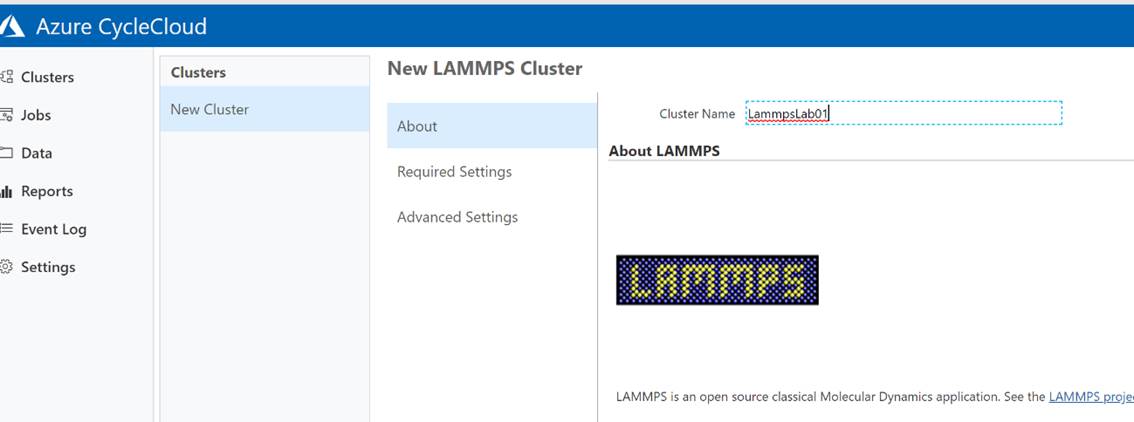 Azure CycleCloud
Clusters
Jobs
Data
Reports
Event Log
Settings
Clusters
New Cluster
New LAMMPS Cluster
About
Required Settings
Advanced Settings
Cluster Name LammpsLab01
About LAMMPS
LAMMPS
LAMMPS is an open source classical Molecular Dynamics application. See the LAMMPS proje